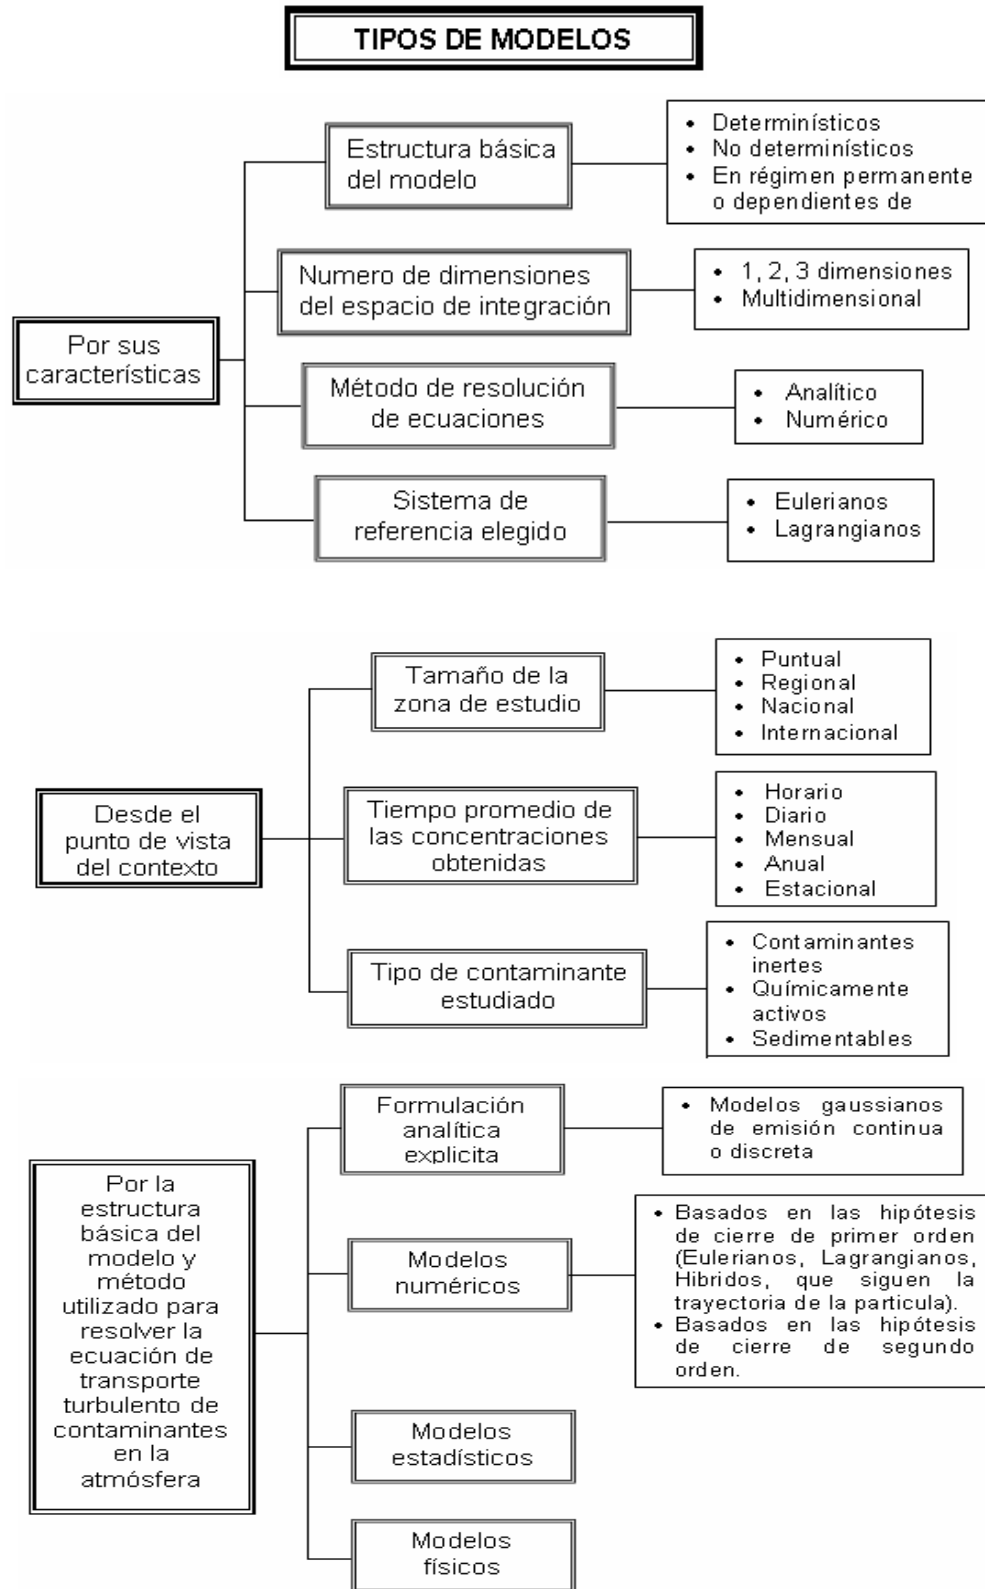 TIPOS DE MODELOS
Por sus
características
Estructura básica
del modelo
• Determinísticos
• No determinísticos
• En régimen permanente
o dependientes de
Numero de dimensiones
del espacio de integración
• 1, 2, 3 dimensiones
• Multidimensional
Método de resolución
de ecuaciones
• Analítico
• Numérico
Sistema de
referencia elegido
• Eulerianos
• Lagrangianos
Desde el
punto de vista
del contexto
Tamaño de la
zona de estudio
• Puntual
• Regional
• Nacional
• Internacional
Tiempo promedio de
las concentraciones
obtenidas
• Horario
• Diario
• Mensual
• Anual
• Estacional
Tipo de contaminante
estudiado
• Contaminantes
inertes
• Químicamente
activos
• Sedimentables
Por la
estructura
básica del
modelo y
método
utilizado para
resolver la
ecuación de
transporte
turbulento de
contaminantes
en la
atmósfera
Formulación
analítica
explicita
• Modelos gaussianos
de emisión continua
o discreta
Modelos
numéricos
• Basados en las hipótesis
de cierre de primer orden
(Eulerianos, Lagrangianos,
Hibridos, que siguen la
trayectoria de la particula).
• Basados en las hipótesis
de cierre de segundo
orden.
Modelos
estadísticos
Modelos
físicos